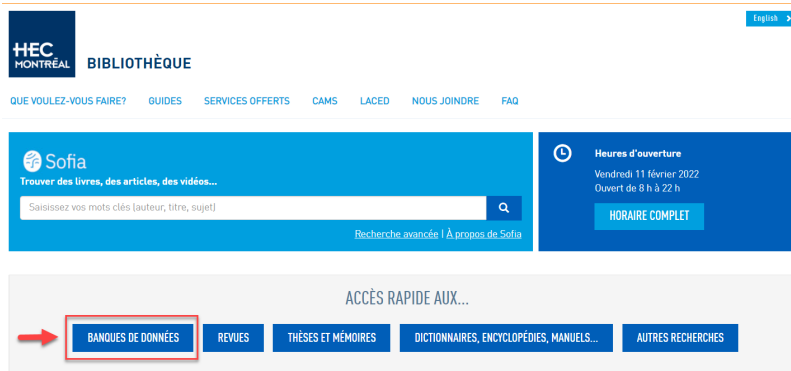 English
HEC
MONTRÉAL
BIBLIOTHÈQUE
QUE VOULEZ-VOUS FAIRE? GUIDES SERVICES OFFERTS CAMS LACED NOUS JOINDRE FAQ
Sofia
Trouver des livres, des articles, des vidéos...
Saisissez vos mots clés (auteur, titre, sujet)
Recherche avancée | À propos de Sofia
Heures d'ouverture
Vendredi 11 février 2022
Ouvert de 8 h à 22 h
HORAIRE COMPLET
ACCÈS RAPIDE AUX...
BANQUES DE DONNÉES REVUES THÈSES ET MÉMOIRES DICTIONNAIRES, ENCYCLOPÉDIES, MANUELS... AUTRES RECHERCHES